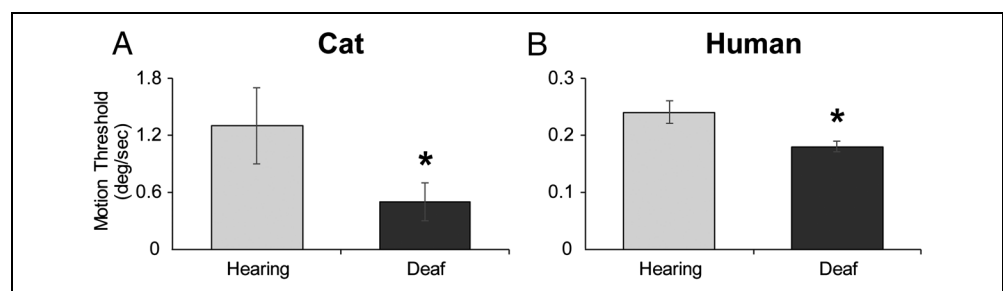 A
Cat
Motion Threshold
(deg/sec)
1.8
1.2
0.6
0
*
Hearing
Deaf
B
Human
0.3
0.2
0.1
0
*
Hearing
Deaf